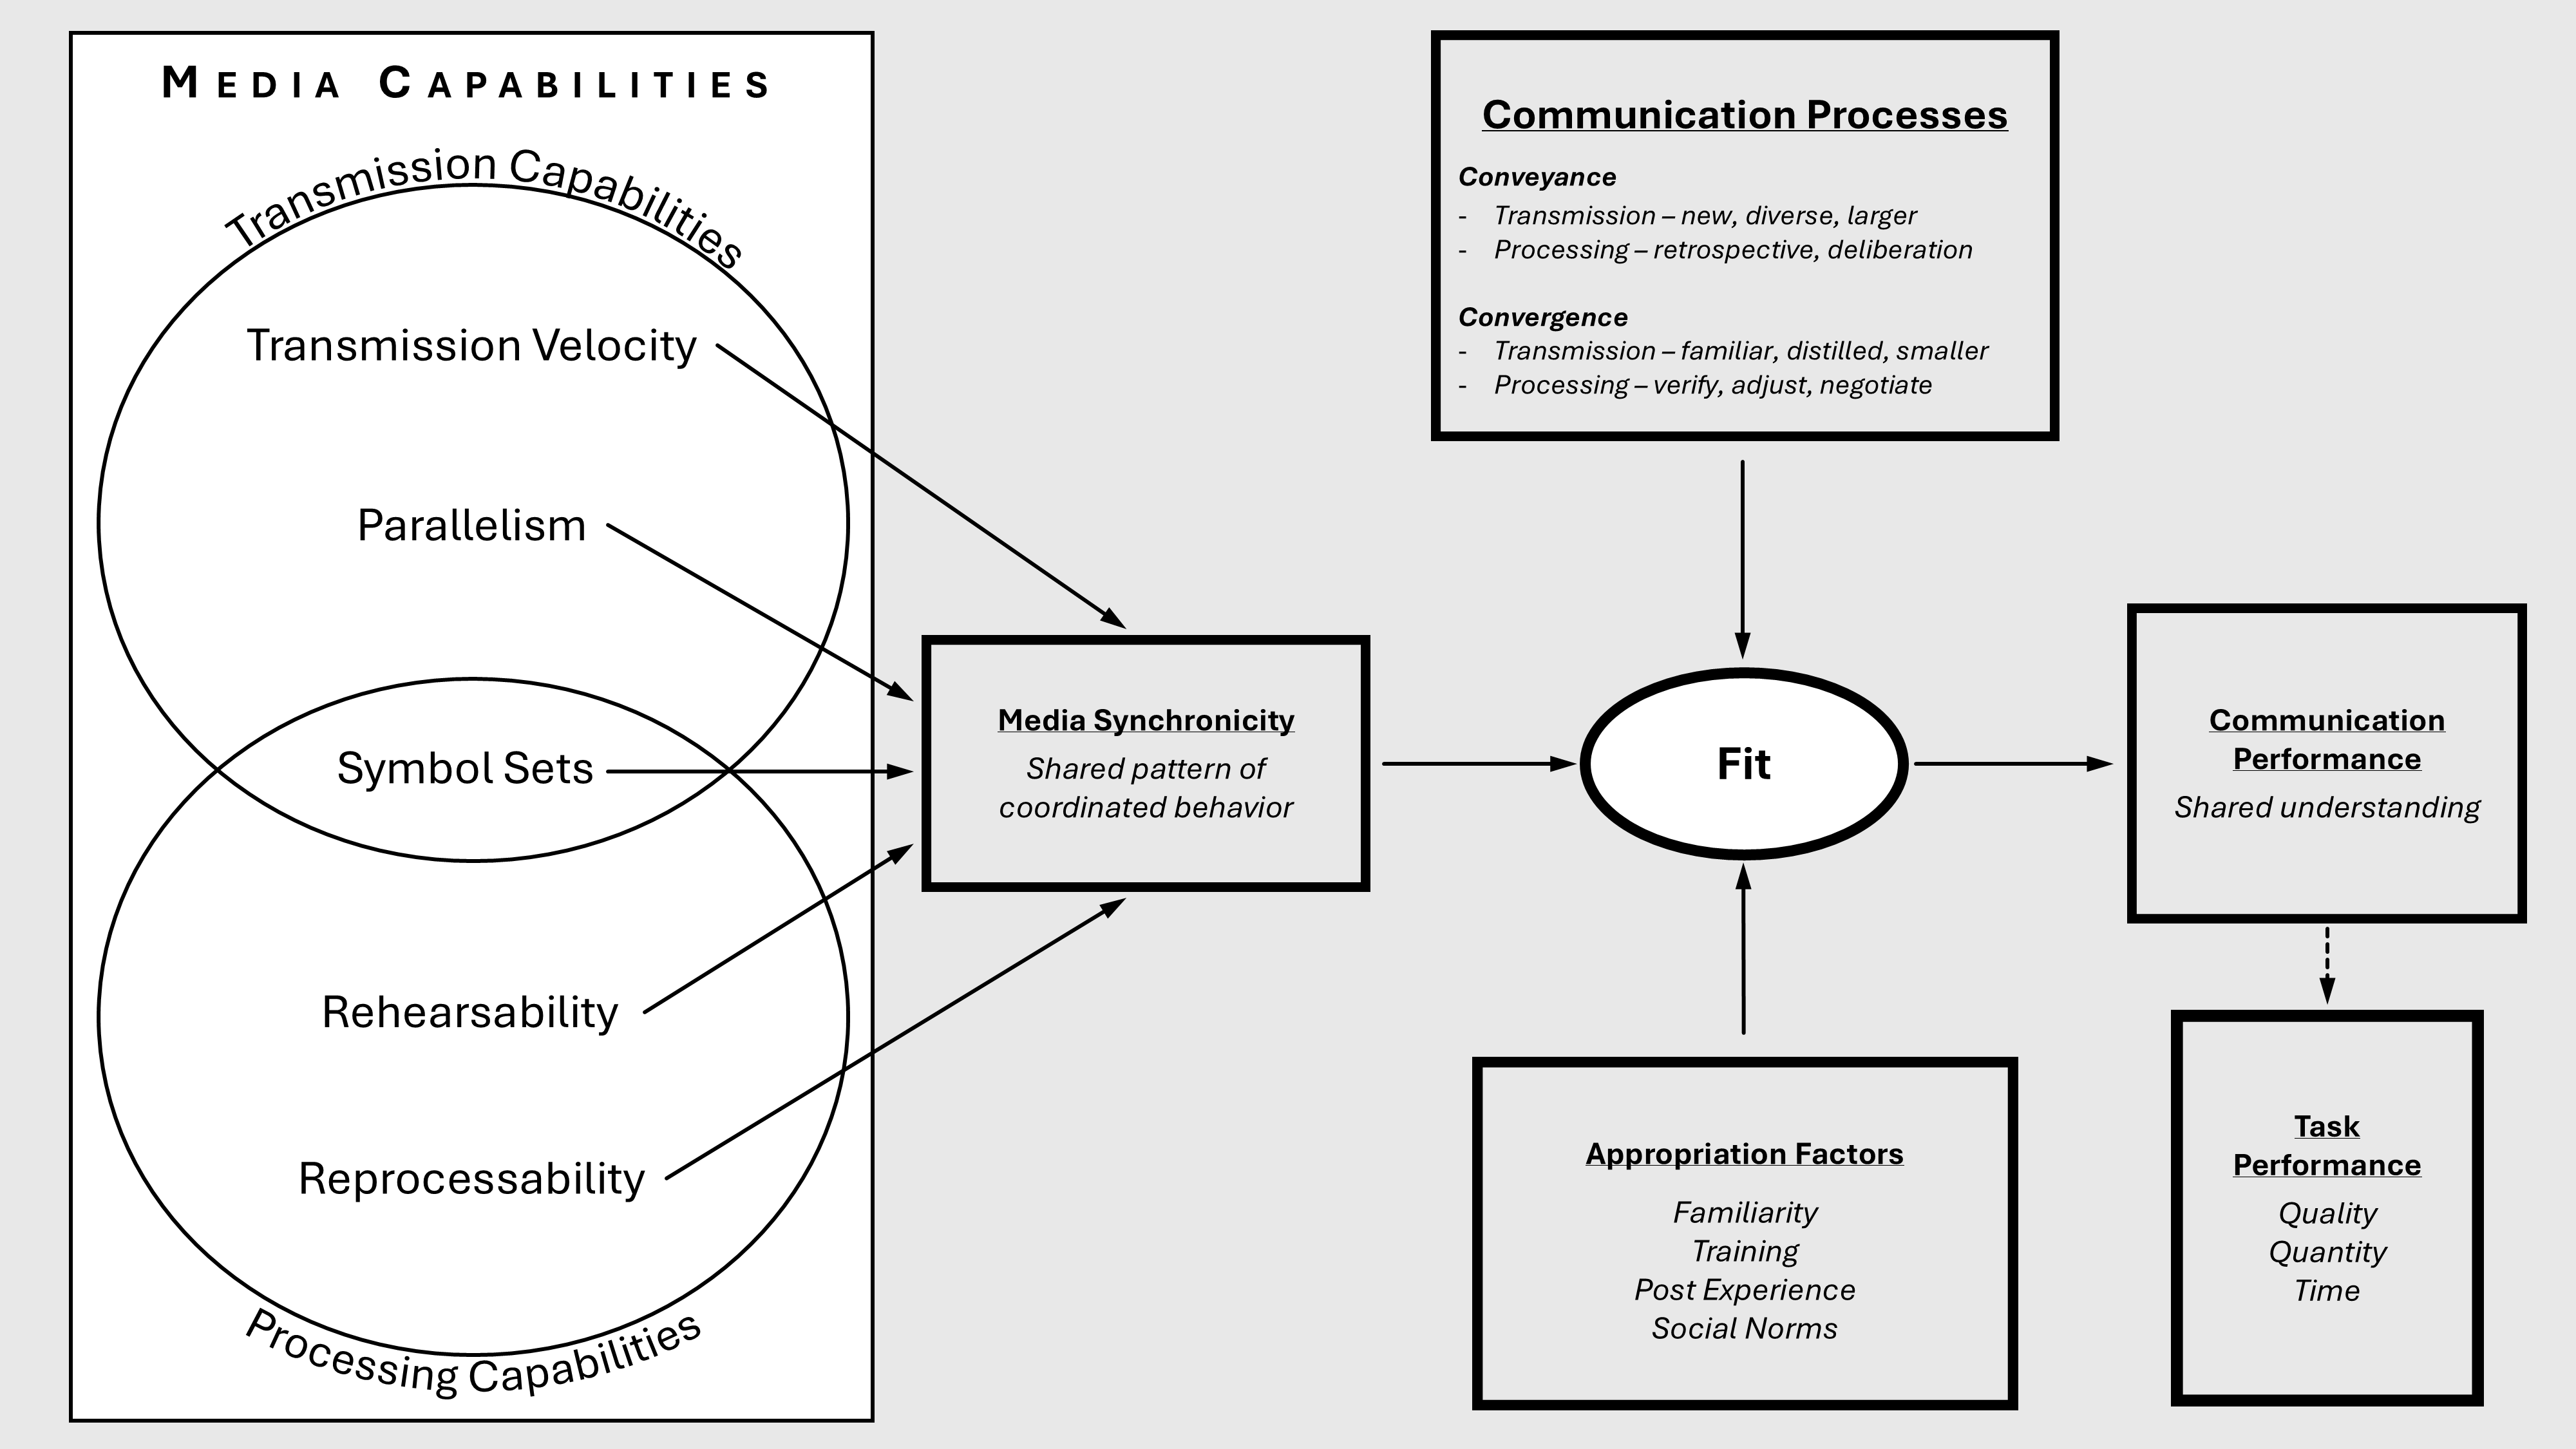 MEDIA CAPABILITIES
Transmission Capabilities
Transmission Velocity
Parallelism
Symbol Sets
Rehearsability
Reprocessability
Processing Capabilities
Media Synchronicity
Shared pattern of
coordinated behavior
Communication Processes
Conveyance
- Transmission – new, diverse, larger
- Processing – retrospective, deliberation
Convergence
- Transmission – familiar, distilled, smaller
- Processing – verify, adjust, negotiate
Fit
Appropriation Factors
Familiarity
Training
Post Experience
Social Norms
Communication
Performance
Shared understanding
Task
Performance
Quality
Quantity
Time